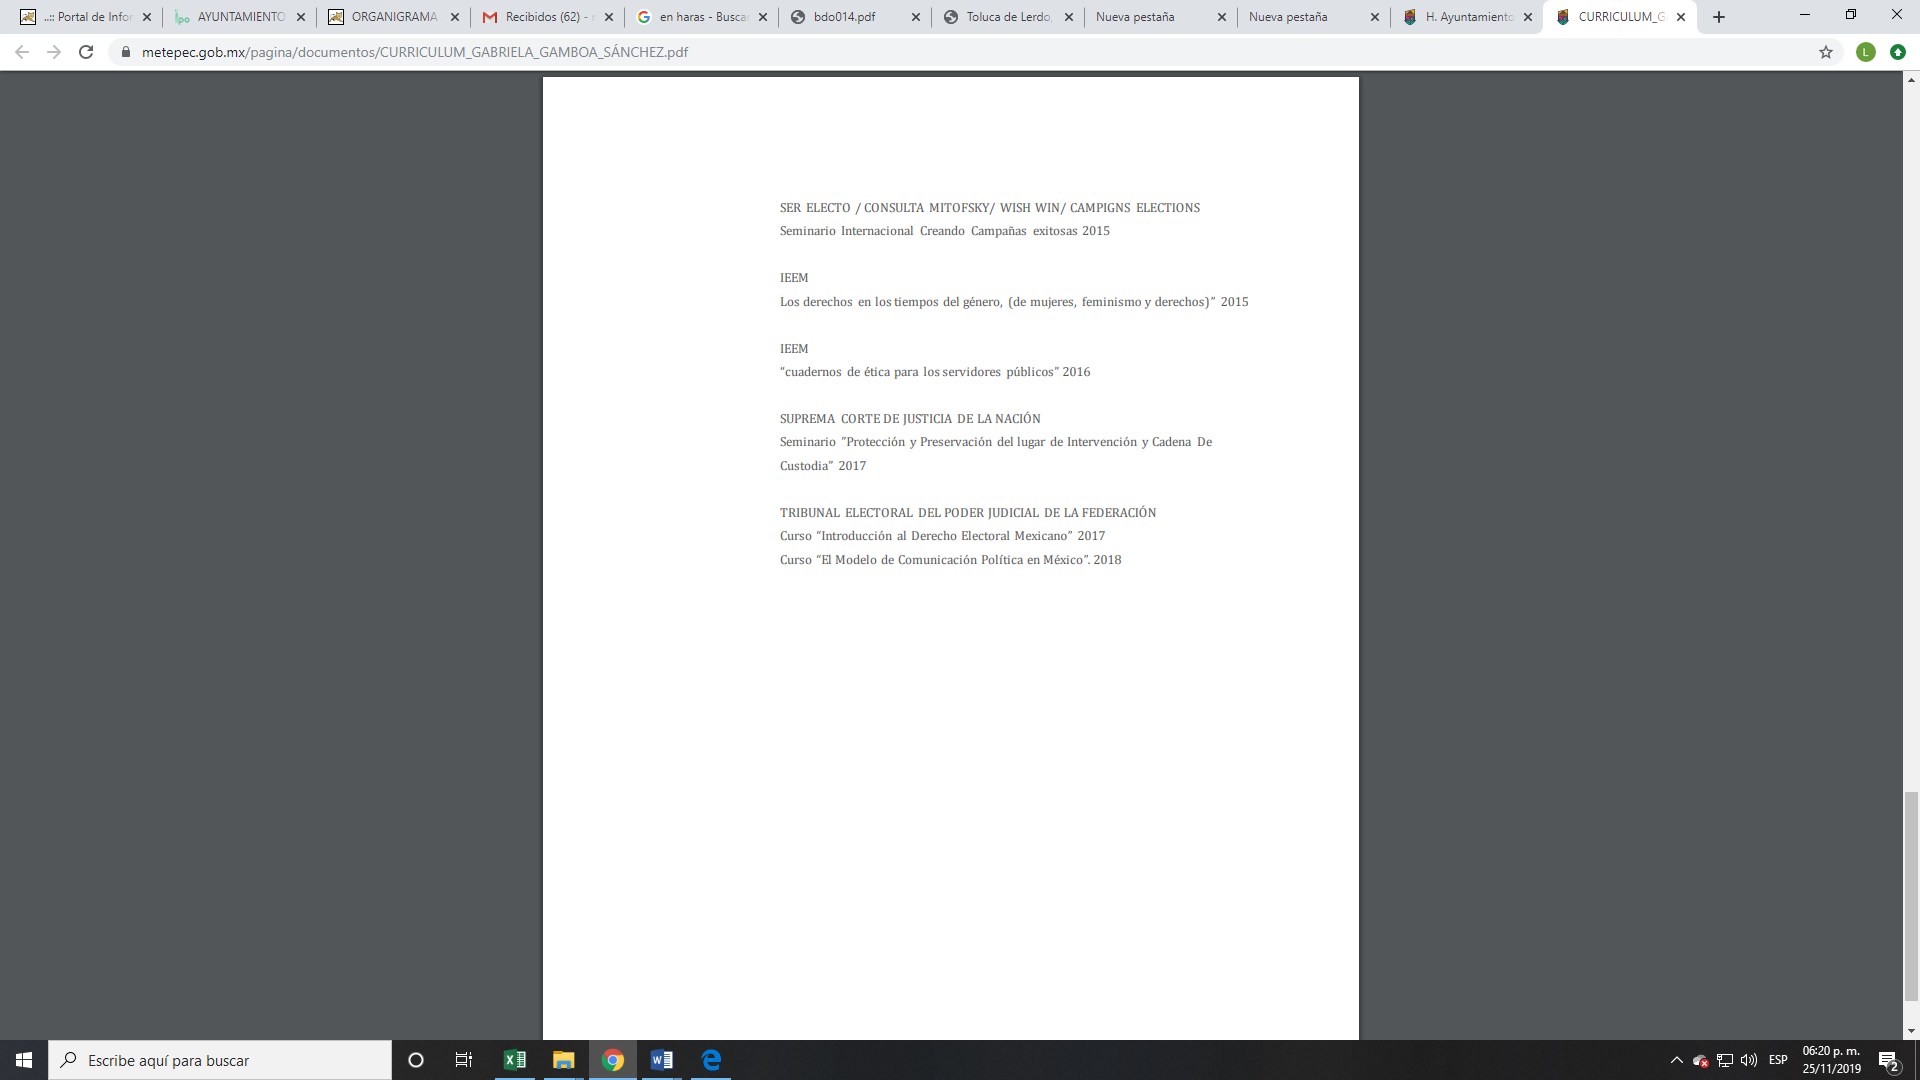 ..:: Portal de Infor
AYUNTAMIENTO
ORGANIGRAMA
Recibidos (62) -
en haras - Busca
bdo014.pdf
Toluca de Lerdo,
Nueva pestaña
Nueva pestaña
H. Ayuntamiento
CURRICULUM_G
metepec.gob.mx/pagina/documentos/CURRICULUM_GABRIELA_GAMBOA_SÁNCHEZ.pdf
L
SER ELECTO / CONSULTA MITOFSKY/ WISH WIN/ CAMPIGNS ELECTIONS
Seminario Internacional Creando Campañas exitosas 2015
IEEM
Los derechos en los tiempos del género, (de mujeres, feminismo y derechos)” 2015
IEEM
“cuadernos de ética para los servidores públicos” 2016
SUPREMA CORTE DE JUSTICIA DE LA NACIÓN
Seminario ”Protección y Preservación del lugar de Intervención y Cadena De
Custodia” 2017
TRIBUNAL ELECTORAL DEL PODER JUDICIAL DE LA FEDERACIÓN
Curso “Introducción al Derecho Electoral Mexicano” 2017
Curso “El Modelo de Comunicación Política en México”. 2018
Escribe aquí para buscar
ESP
06:20 p. m.
25/11/2019
2